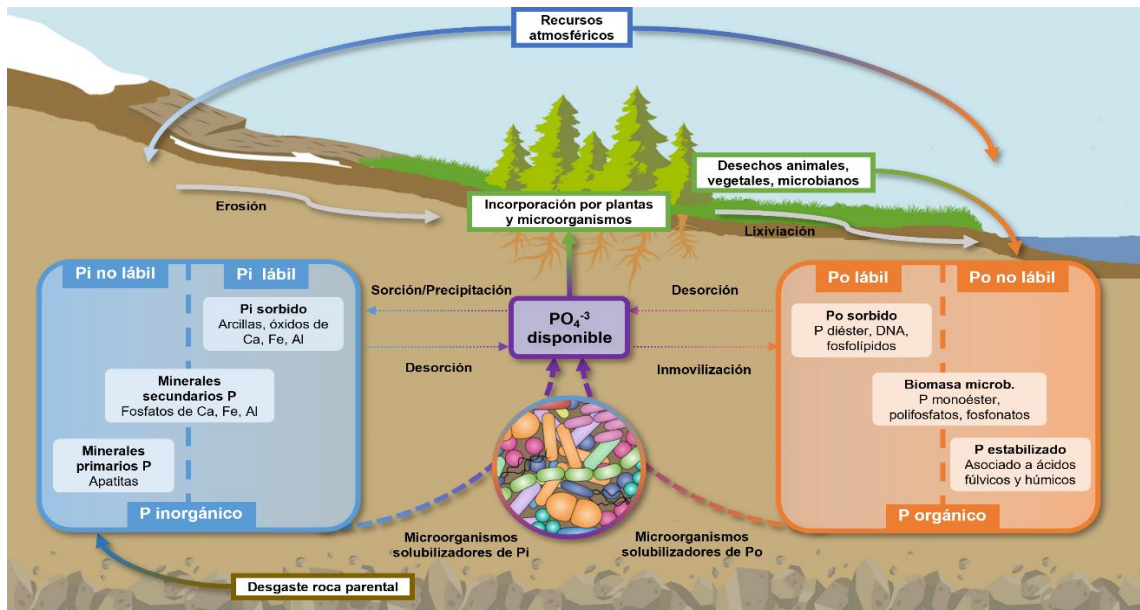 Recursos
atmosféricos
Desechos animales,
vegetales, microbianos
Incorporación por plantas
y microorganismos
Erosión
Lixiviación
Pi no lábil
Pi lábil
Pi sorbido
Arcillas, óxidos de
Ca, Fe, Al
Minerales
secundarios P
Fosfatos de Ca, Fe, Al
Minerales
primarios P
Apatitas
P inorgánico
Sorción/Precipitación
Desorción
PO₄⁻³
disponible
Desorción
Inmovilización
Po lábil
Po no lábil
Po sorbido
P diéster, DNA,
fosfolípidos
Biomasa microb.
P monoéster,
polifosfatos, fosfonatos
P estabilizado
Asociado a ácidos
fúlvicos y húmicos
P orgánico
Microorganismos
solubilizadores de Pi
Microorganismos
solubilizadores de Po
Desgaste roca parental